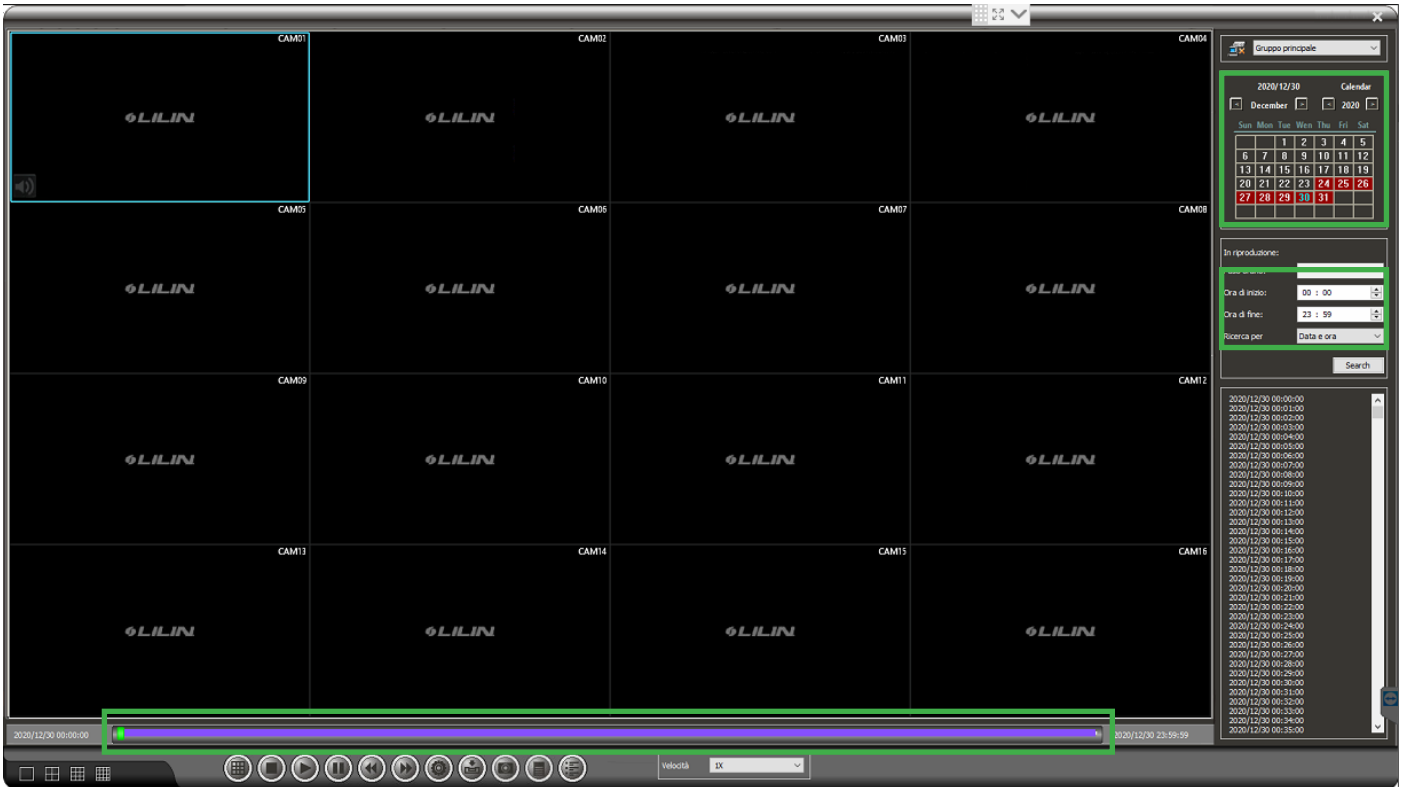 CAM01 CAM02 CAM03 CAM04
LILIN LILIN LILIN LILIN
CAM05 CAM06 CAM07 CAM08
LILIN LILIN LILIN LILIN
CAM09 CAM10 CAM11 CAM12
LILIN LILIN LILIN LILIN
CAM13 CAM14 CAM15 CAM16
LILIN LILIN LILIN LILIN
2020/12/30 00:00:00
2020/12/30 23:59:59
Velocità 1X
Gruppo principale
2020/12/30 Calendar
December 2020
Sun Mon Tue Wen Thu Fri Sat
1 2 3 4 5
6 7 8 9 10 11 12
13 14 15 16 17 18 19
20 21 22 23 24 25 26
27 28 29 30 31
In riproduzione:
Ora di inizio: 00 : 00
Ora di fine: 23 : 59
Ricerca per Data e ora
Search
2020/12/30 00:00:00
2020/12/30 00:01:00
2020/12/30 00:02:00
2020/12/30 00:03:00
2020/12/30 00:04:00
2020/12/30 00:05:00
2020/12/30 00:06:00
2020/12/30 00:07:00
2020/12/30 00:08:00
2020/12/30 00:09:00
2020/12/30 00:10:00
2020/12/30 00:11:00
2020/12/30 00:12:00
2020/12/30 00:13:00
2020/12/30 00:14:00
2020/12/30 00:15:00
2020/12/30 00:16:00
2020/12/30 00:17:00
2020/12/30 00:18:00
2020/12/30 00:19:00
2020/12/30 00:20:00
2020/12/30 00:21:00
2020/12/30 00:22:00
2020/12/30 00:23:00
2020/12/30 00:24:00
2020/12/30 00:25:00
2020/12/30 00:26:00
2020/12/30 00:27:00
2020/12/30 00:28:00
2020/12/30 00:29:00
2020/12/30 00:30:00
2020/12/30 00:31:00
2020/12/30 00:32:00
2020/12/30 00:33:00
2020/12/30 00:34:00
2020/12/30 00:35:00